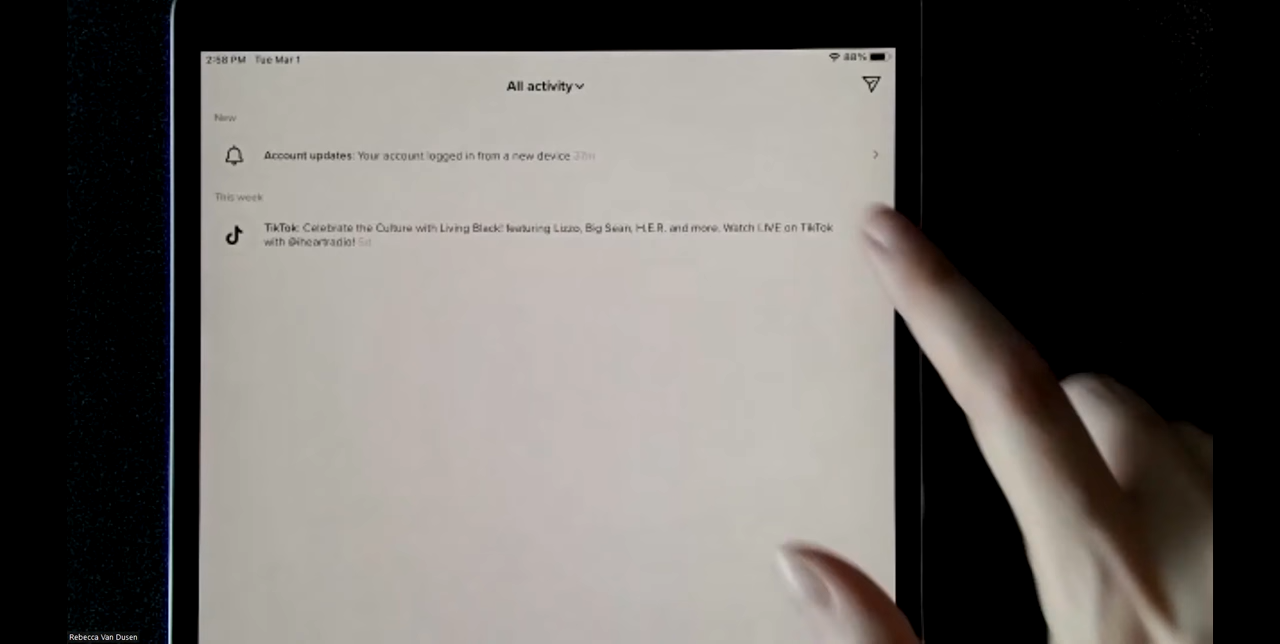 2:58 PM Tue Mar 1
88%
All activity
New
Account updates: Your account logged in from a new device
This week
TikTok: Celebrate the Culture with Living Black! featuring Lizzo, Big Sean, H.E.R. and more. Watch LIVE on TikTok
with @iheartradio! 5d
Rebecca Van Dusen